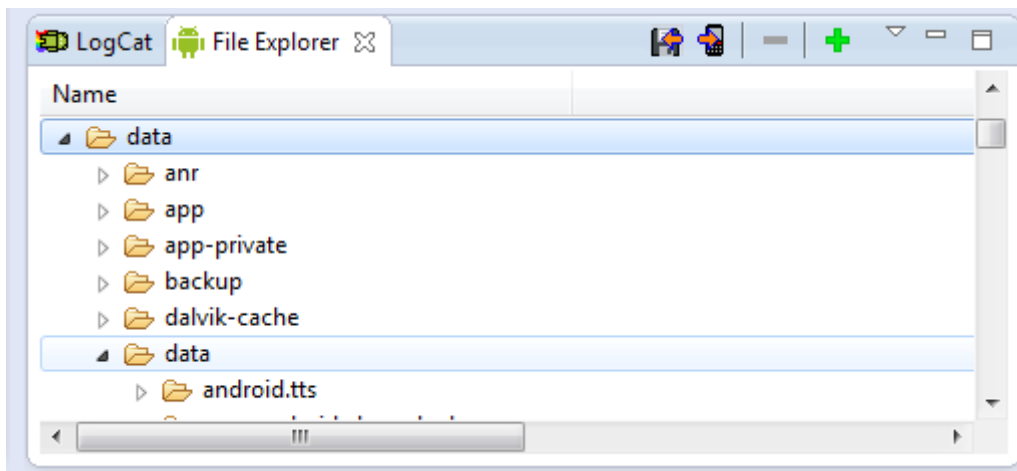 LogCat File Explorer
Name
data
anr
app
app-private
backup
dalvik-cache
data
android.tts